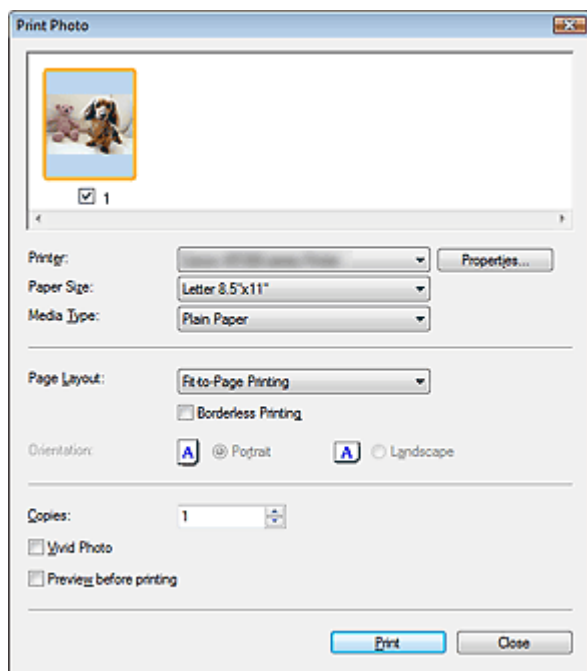 Print Photo
1
Printer:
Properties...
Paper Size: Letter 8.5"x11"
Media Type: Plain Paper
Page Layout: Fit-to-Page Printing
Borderless Printing
Orientation: A Portrait A Landscape
Copies: 1
Vivid Photo
Preview before printing
Print Close